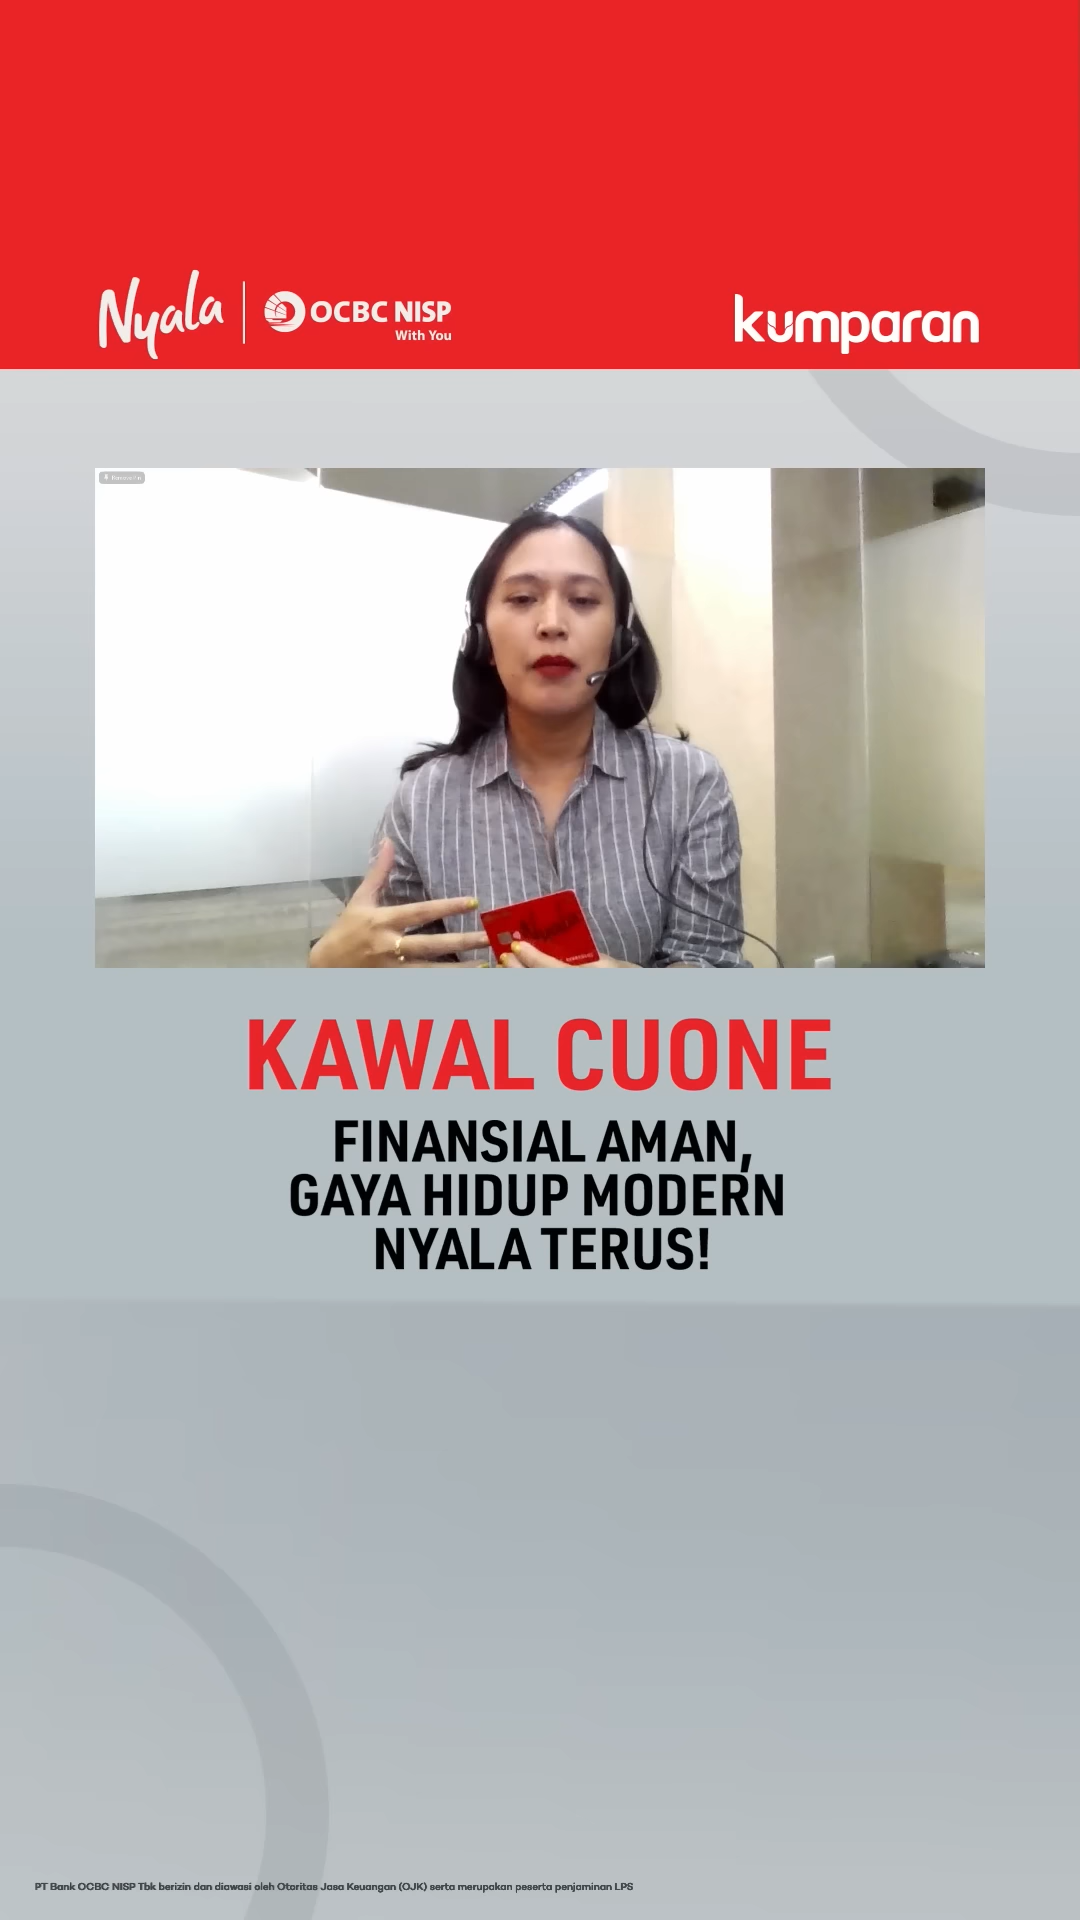 Nyala
OCBC NISP
With You
kumparan
KAWAL CUONE
FINANSIAL AMAN,
GAYA HIDUP MODERN
NYALA TERUS!
PT Bank OCBC NISP Tbk berizin dan diawasi oleh Otoritas Jasa Keuangan (OJK) serta merupakan peserta penjaminan LPS